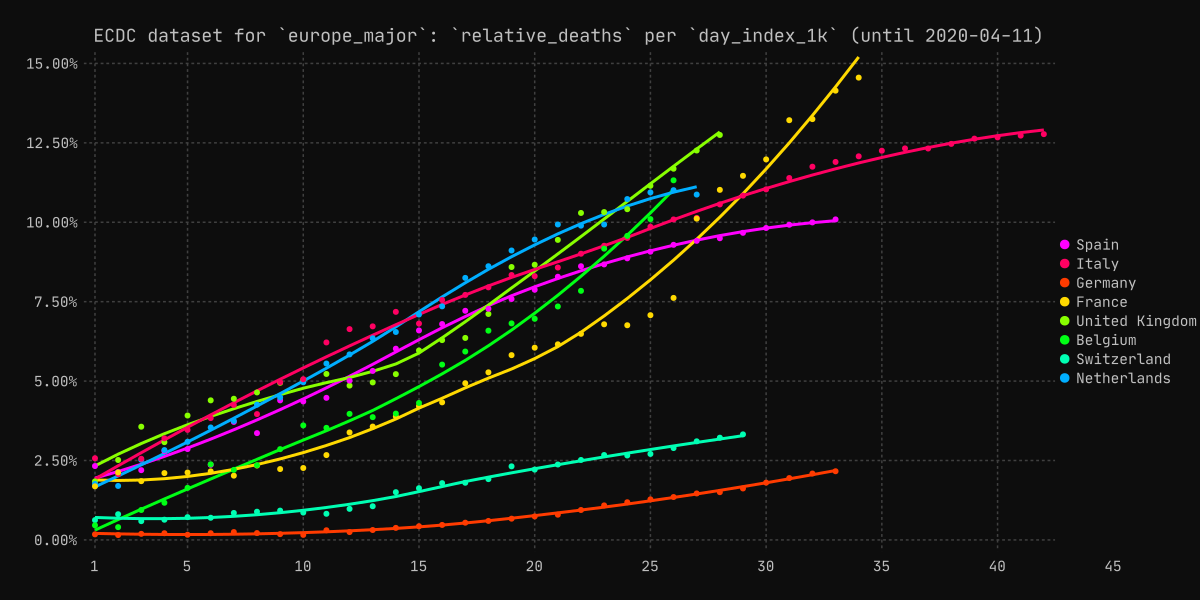 ECDC dataset for `europe_major`: `relative_deaths` per `day_index_1k` (until 2020-04-11)
15.00%
12.50%
10.00%
7.50%
5.00%
2.50%
0.00%
1 5 10 15 20 25 30 35 40 45
Spain
Italy
Germany
France
United Kingdom
Belgium
Switzerland
Netherlands